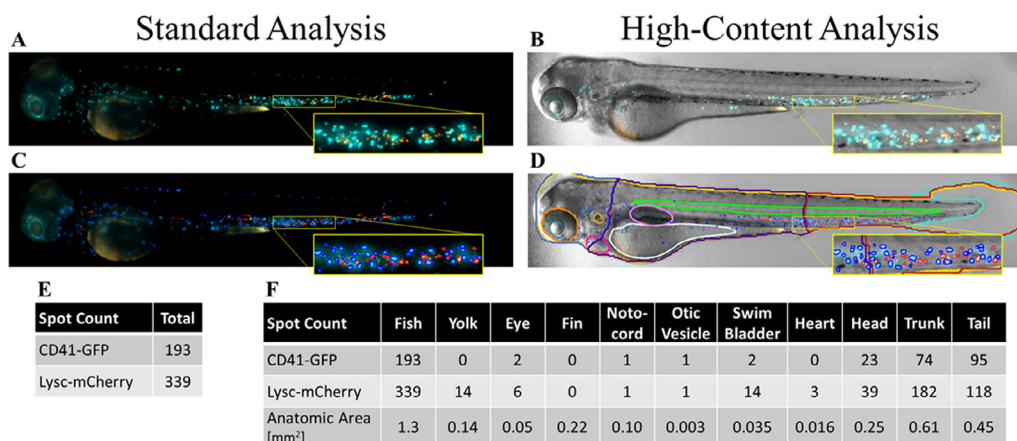 Standard Analysis
High-Content Analysis
A
B
C
D
E
Spot Count Total
CD41-GFP 193
Lysc-mCherry 339
F
Spot Count Fish Yolk Eye Fin Noto-cord Otic Vesicle Swim Bladder Heart Head Trunk Tail
CD41-GFP 193 0 2 0 1 1 2 0 23 74 95
Lysc-mCherry 339 14 6 0 1 1 14 3 39 182 118
Anatomic Area [mm²] 1.3 0.14 0.05 0.22 0.10 0.003 0.035 0.016 0.25 0.61 0.45